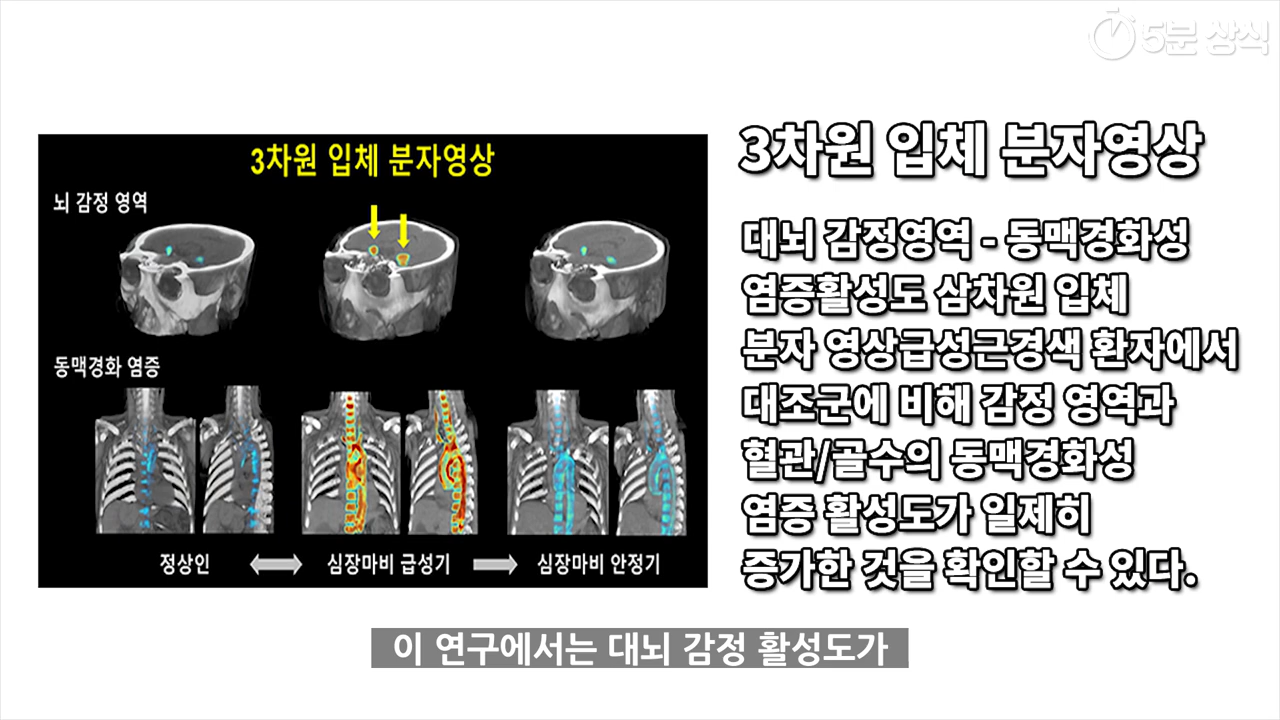 5분 상식
3차원 입체 분자영상
뇌 감정 영역
동맥경화 염증
정상인
심장마비 급성기
심장마비 안정기
3차원 입체 분자영상
대뇌 감정영역 - 동맥경화성
염증활성도 삼차원 입체
분자 영상급성근경색 환자에서
대조군에 비해 감정 영역과
혈관/골수의 동맥경화성
염증 활성도가 일제히
증가한 것을 확인할 수 있다.
이 연구에서는 대뇌 감정 활성도가